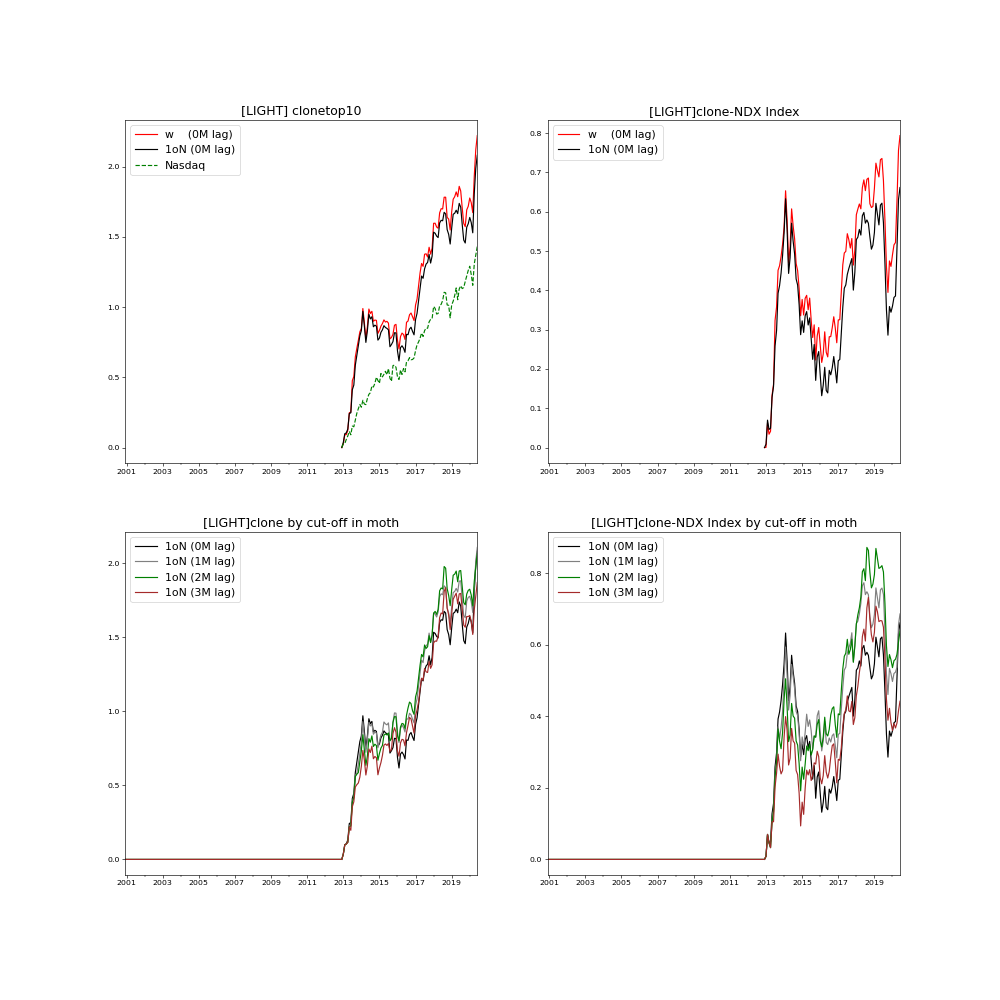 [LIGHT] clonetop10
w    (0M lag)
1oN (0M lag)
Nasdaq
2.0
1.5
1.0
0.5
0.0
2001 2003 2005 2007 2009 2011 2013 2015 2017 2019
[LIGHT]clone-NDX Index
w    (0M lag)
1oN (0M lag)
0.8
0.7
0.6
0.5
0.4
0.3
0.2
0.1
0.0
2001 2003 2005 2007 2009 2011 2013 2015 2017 2019
[LIGHT]clone by cut-off in moth
1oN (0M lag)
1oN (1M lag)
1oN (2M lag)
1oN (3M lag)
2.0
1.5
1.0
0.5
0.0
2001 2003 2005 2007 2009 2011 2013 2015 2017 2019
[LIGHT]clone-NDX Index by cut-off in moth
1oN (0M lag)
1oN (1M lag)
1oN (2M lag)
1oN (3M lag)
0.8
0.6
0.4
0.2
0.0
2001 2003 2005 2007 2009 2011 2013 2015 2017 2019